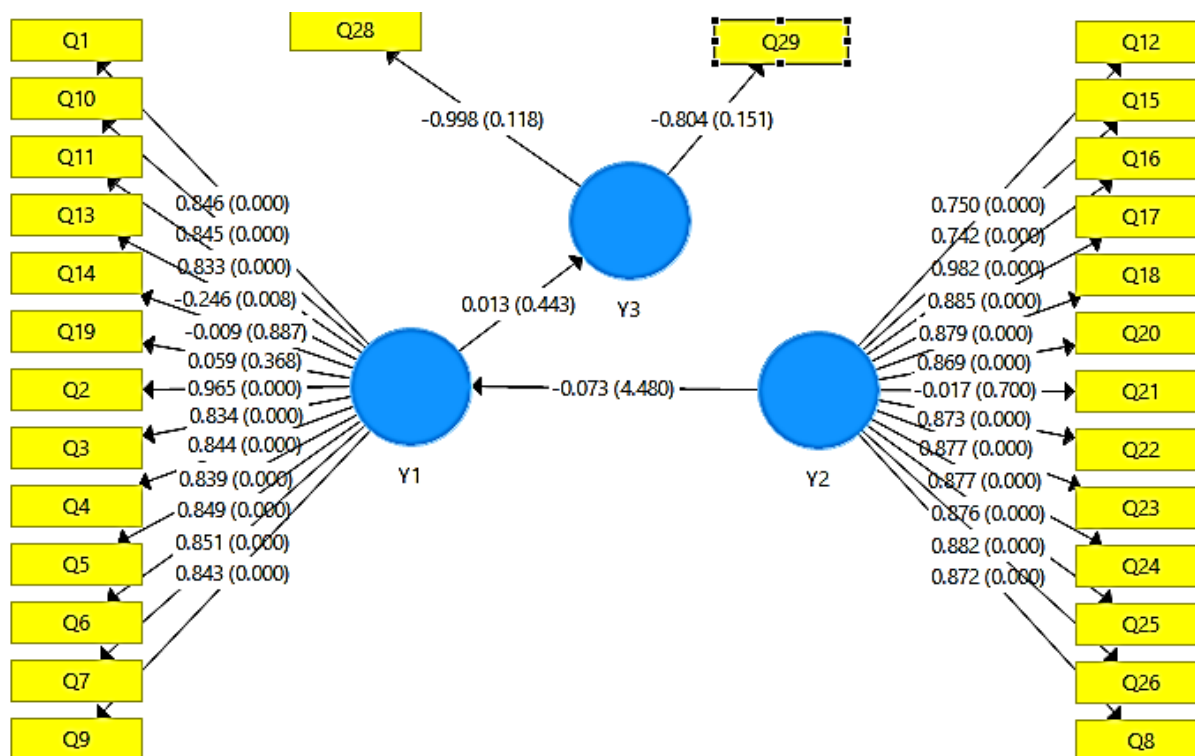 Q1
Q10
Q11
Q13
Q14
Q19
Q2
Q3
Q4
Q5
Q6
Q7
Q9
0.846 (0.000)
0.845 (0.000)
0.833 (0.000)
-0.246 (0.008)
-0.009 (0.887)
0.059 (0.368)
0.965 (0.000)
0.834 (0.000)
0.844 (0.000)
0.839 (0.000)
0.849 (0.000)
0.851 (0.000)
0.843 (0.000)
Y1
Q28
Q29
-0.998 (0.118)
-0.804 (0.151)
Y3
0.013 (0.443)
-0.073 (4.480)
Y2
0.750 (0.000)
0.742 (0.000)
0.982 (0.000)
0.885 (0.000)
0.879 (0.000)
0.869 (0.000)
-0.017 (0.700)
0.873 (0.000)
0.877 (0.000)
0.877 (0.000)
0.876 (0.000)
0.882 (0.000)
0.872 (0.000)
Q12
Q15
Q16
Q17
Q18
Q20
Q21
Q22
Q23
Q24
Q25
Q26
Q8